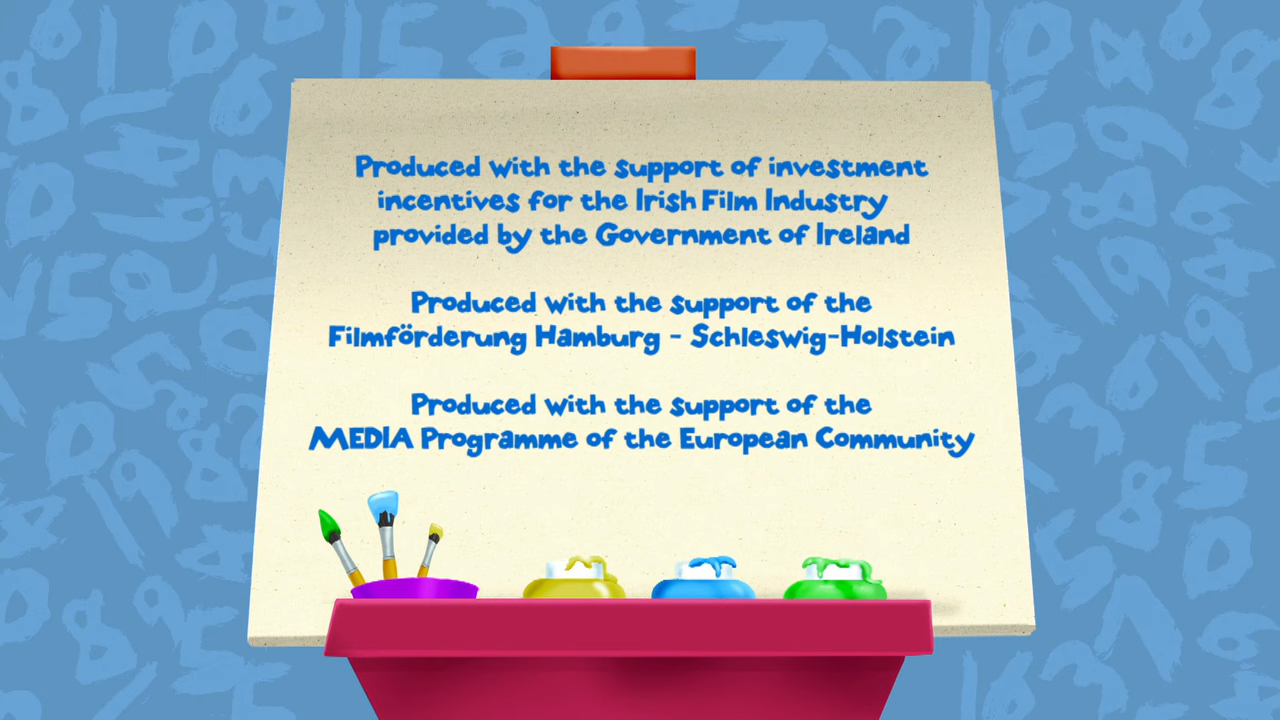 Produced with the support of investment
incentives for the Irish Film Industry
provided by the Government of Ireland
Produced with the support of the
Filmförderung Hamburg - Schleswig-Holstein
Produced with the support of the
MEDIA Programme of the European Community